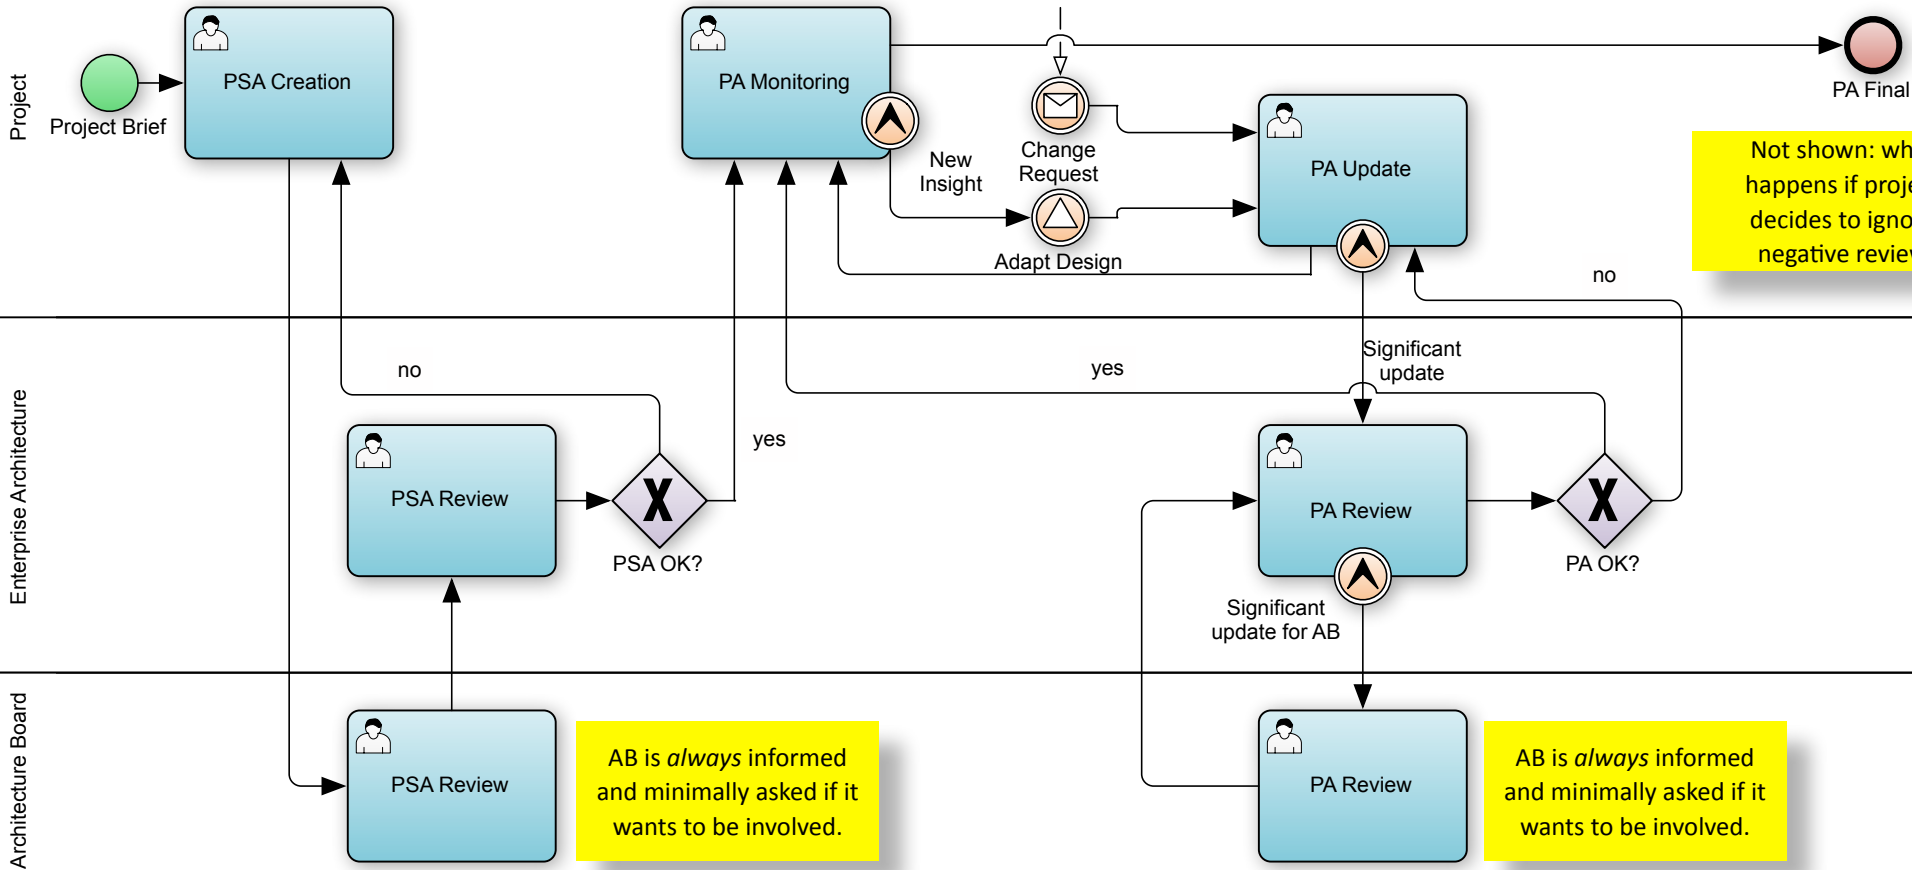 Project
Project Brief
PSA Creation
PA Monitoring
New
Insight
Change
Request
Adapt Design
PA Update
PA Final
Not shown:
happens if
decides to
negative
no
Enterprise Architecture
no
yes
PSA Review
PSA OK?
yes
Significant
update
PA Review
PA OK?
Significant
update for AB
Architecture Board
PSA Review
AB is always informed
and minimally asked if it
wants to be involved.
PA Review
AB is always informed
and minimally asked if it
wants to be involved.